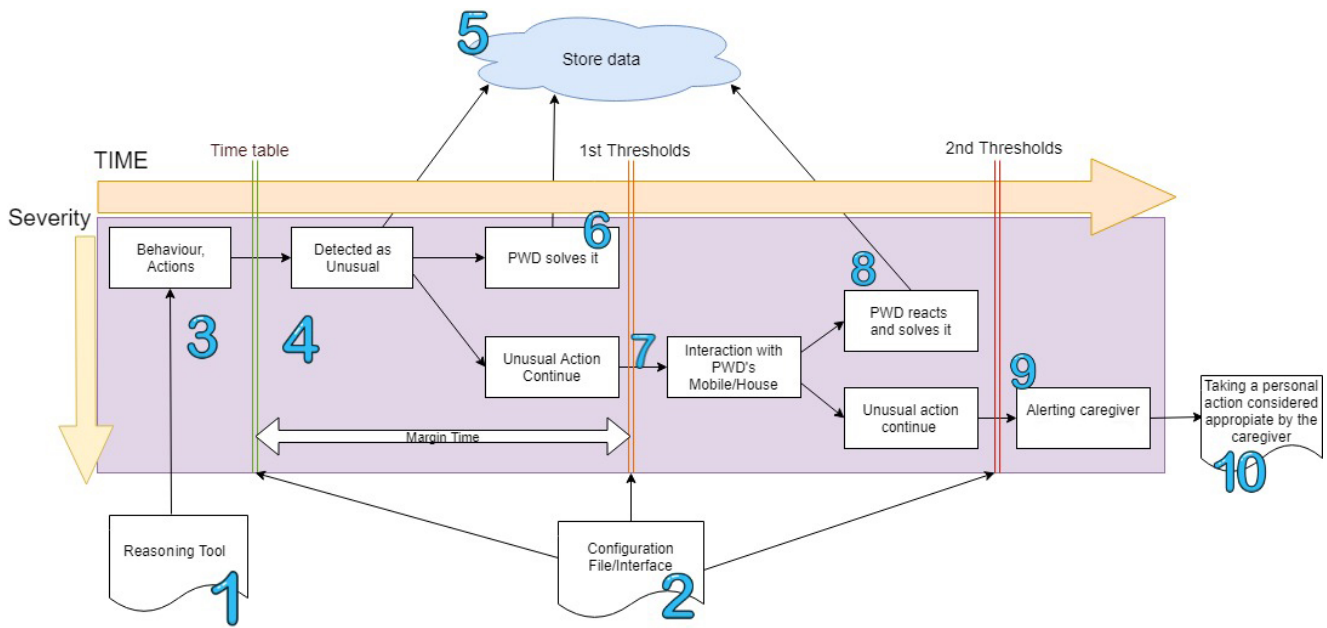 5
Store data
TIME
Time table
1st Thresholds
2nd Thresholds
Severity
Behaviour,
Actions
Detected as
Unusual
6
PWD solves it
8
PWD reacts
and solves it
3
4
Unusual Action
Continue
7
Interaction with
PWD's
Mobile/House
Unusual action
continue
9
Alerting caregiver
Taking a personal
action considered
appropiate by the
caregiver
10
Margin Time
Reasoning Tool
1
Configuration
File/Interface
2